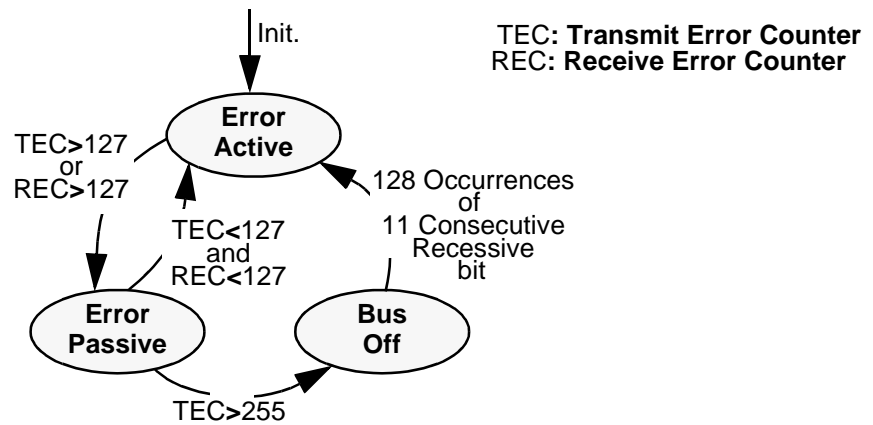 Init.
TEC: Transmit Error Counter
REC: Receive Error Counter
Error
Active
TEC>127
or
REC>127
TEC<127
and
REC<127
128 Occurrences
of
11 Consecutive
Recessive
bit
Error
Passive
Bus
Off
TEC>255